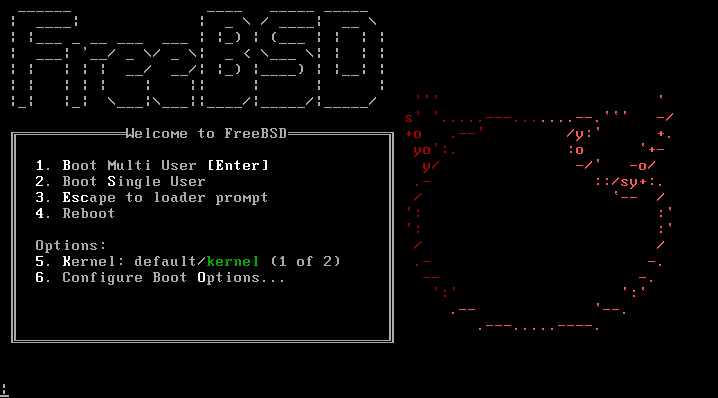 FreeBSD
Welcome to FreeBSD
1. Boot Multi User [Enter]
2. Boot Single User
3. Escape to loader prompt
4. Reboot
Options:
5. Kernel: default/kernel (1 of 2)
6. Configure Boot Options...